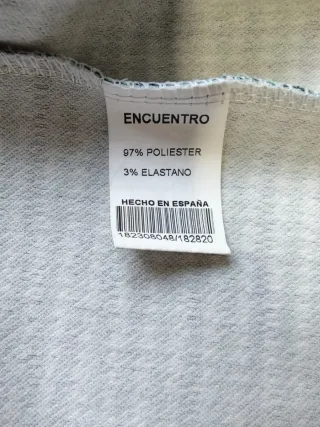 ENCUENTRO
97% POLIESTER
3% ELASTANO
HECHO EN ESPAÑA
182308048/182820